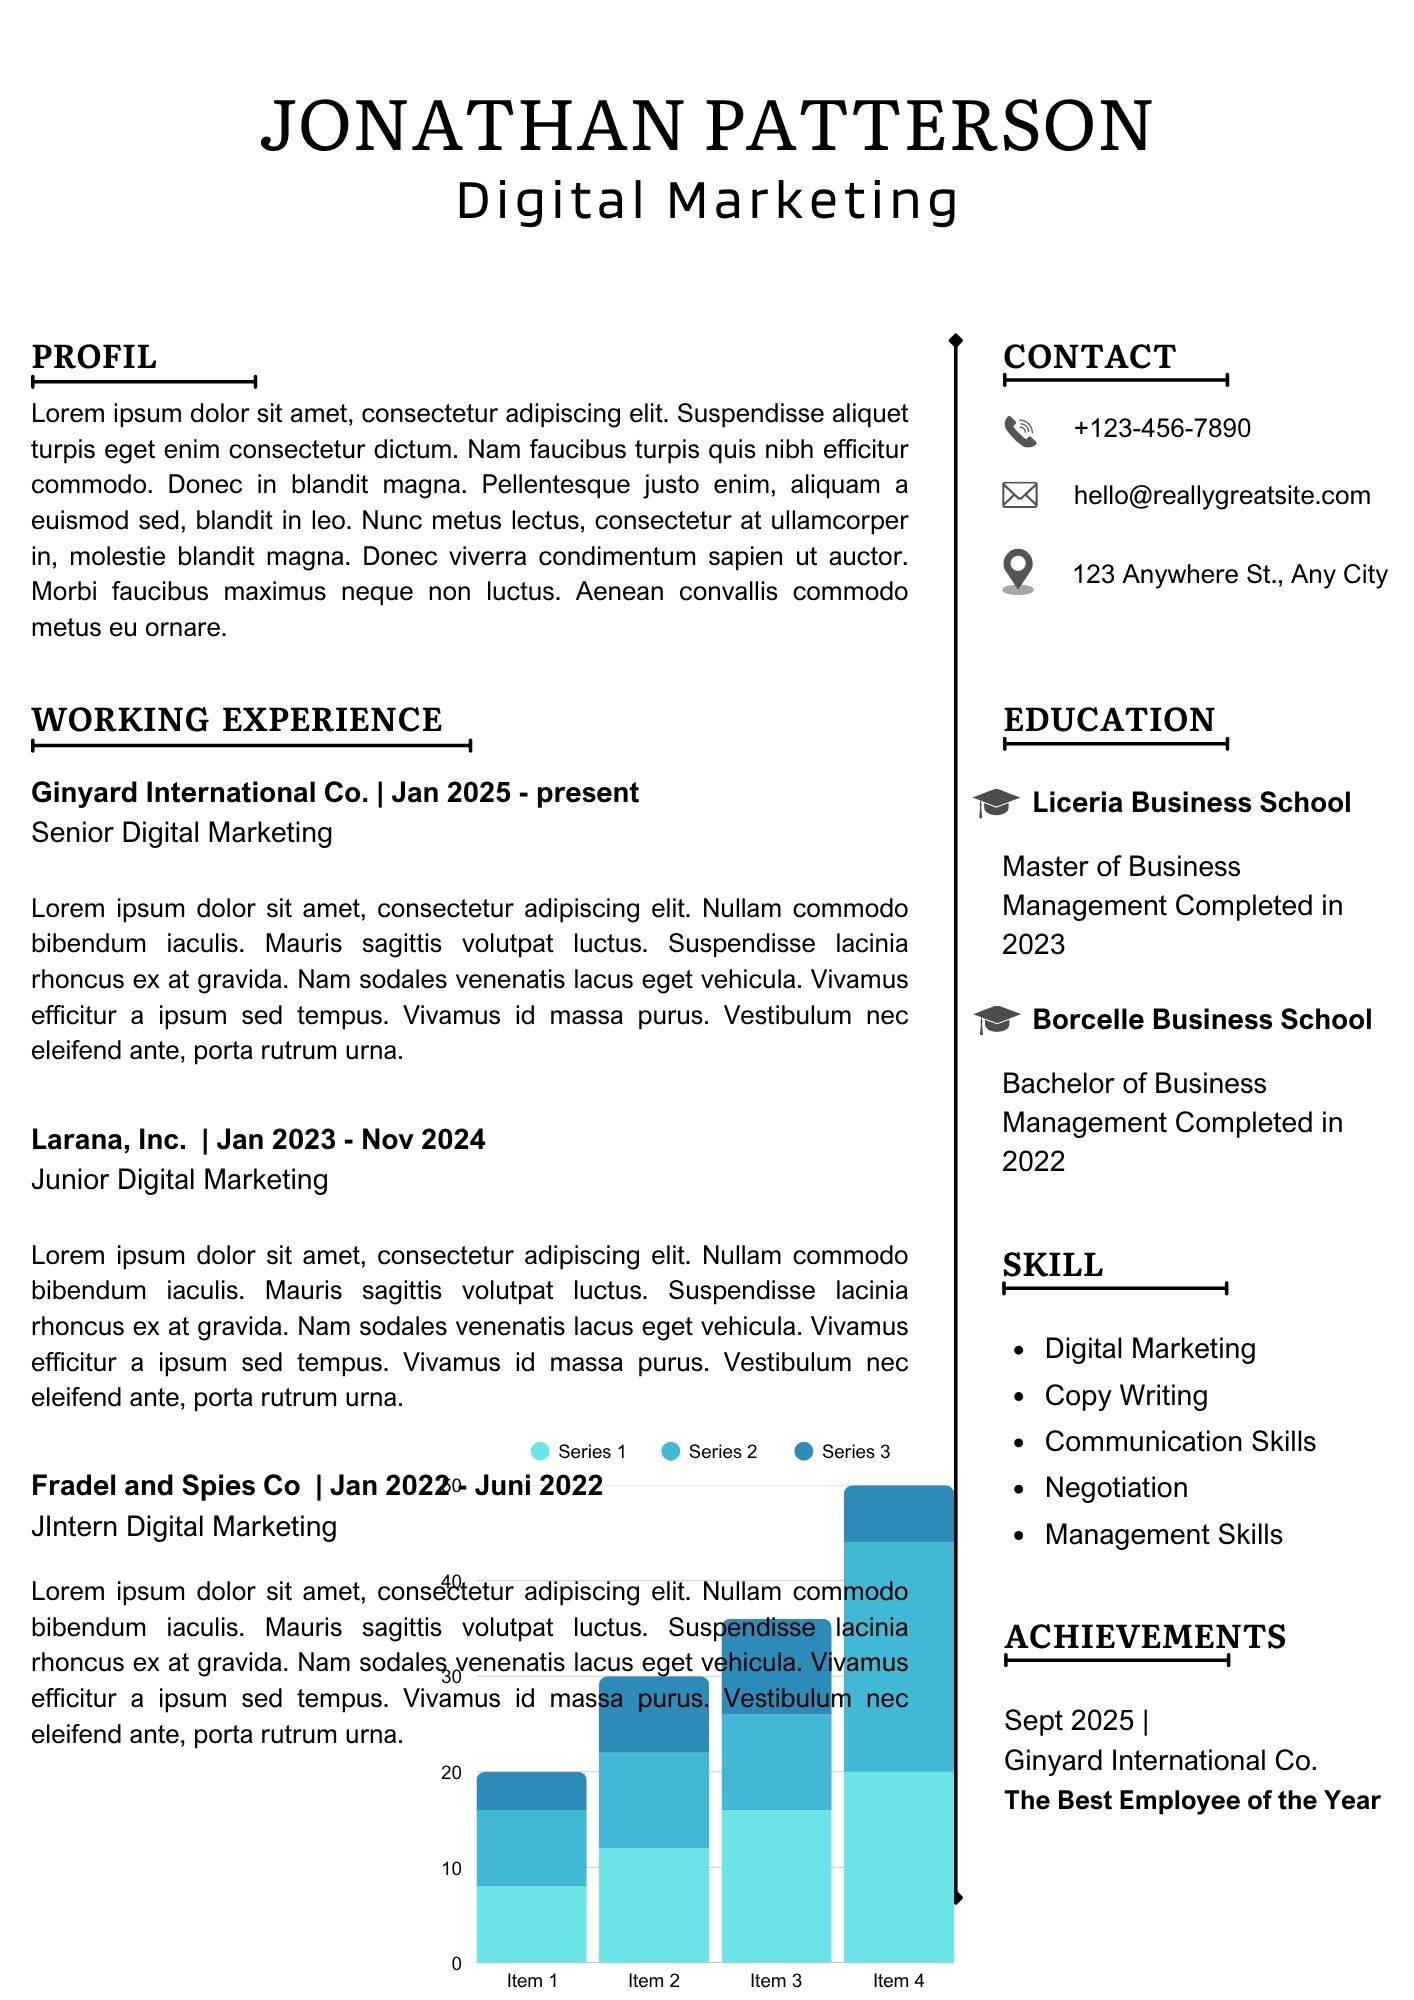 JONATHAN PATTERSON
Digital Marketing
PROFIL
Lorem ipsum dolor sit amet, consectetur adipiscing elit. Suspendisse aliquet
turpis eget enim consectetur dictum. Nam faucibus turpis quis nibh efficitur
commodo. Donec in blandit magna. Pellentesque justo enim, aliquam a
euismod sed, blandit in leo. Nunc metus lectus, consectetur at ullamcorper
in, molestie blandit magna. Donec viverra condimentum sapien ut auctor.
Morbi faucibus maximus neque non luctus. Aenean convallis commodo
metus eu ornare.
WORKING EXPERIENCE
Ginyard International Co. | Jan 2025 - present
Senior Digital Marketing
Lorem ipsum dolor sit amet, consectetur adipiscing elit. Nullam commodo
bibendum iaculis. Mauris sagittis volutpat luctus. Suspendisse lacinia
rhoncus ex at gravida. Nam sodales venenatis lacus eget vehicula. Vivamus
efficitur a ipsum sed tempus. Vivamus id massa purus. Vestibulum nec
eleifend ante, porta rutrum urna.
Larana, Inc. | Jan 2023 - Nov 2024
Junior Digital Marketing
Lorem ipsum dolor sit amet, consectetur adipiscing elit. Nullam commodo
bibendum iaculis. Mauris sagittis volutpat luctus. Suspendisse lacinia
rhoncus ex at gravida. Nam sodales venenatis lacus eget vehicula. Vivamus
efficitur a ipsum sed tempus. Vivamus id massa purus. Vestibulum nec
eleifend ante, porta rutrum urna.
Fradel and Spies Co | Jan 2022 - Juni 2022
JIntern Digital Marketing
Lorem ipsum dolor sit amet, consectetur adipiscing elit. Nullam commodo
bibendum iaculis. Mauris sagittis volutpat luctus. Suspendisse lacinia
rhoncus ex at gravida. Nam sodales venenatis lacus eget vehicula. Vivamus
efficitur a ipsum sed tempus. Vivamus id massa purus. Vestibulum nec
eleifend ante, porta rutrum urna.
Series 1 Series 2 Series 3
50
40
30
20
10
0
Item 1 Item 2 Item 3 Item 4
CONTACT
+123-456-7890
hello@reallygreatsite.com
123 Anywhere St., Any City
EDUCATION
Liceria Business School
Master of Business
Management Completed in
2023
Borcelle Business School
Bachelor of Business
Management Completed in
2022
SKILL
• Digital Marketing
• Copy Writing
• Communication Skills
• Negotiation
• Management Skills
ACHIEVEMENTS
Sept 2025 |
Ginyard International Co.
The Best Employee of the Year